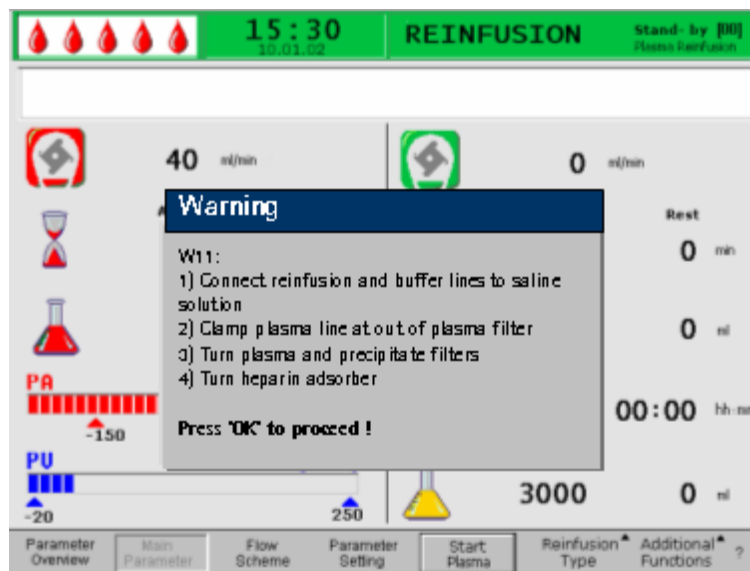 15:30
10.01.02
REINFUSION
Stand- by [00]
Plasma Reinfusion
40 ml/min
0 ml/min
Warning
W11:
1) Connect reinfusion and buffer lines to saline
solution
2) Clamp plasma line at out of plasma filter
3) Turn plasma and precipitate filters
4) Turn heparin adsorber
Press "OK" to proceed !
Rest
0 min
0 ml
PA
-150
00:00
PV
-20
250
3000
0 ml
Parameter
Overview
Main
Parameter
Flow
Scheme
Parameter
Setting
Start
Plasma
Reinfusion
Type
Additional
Functions
?